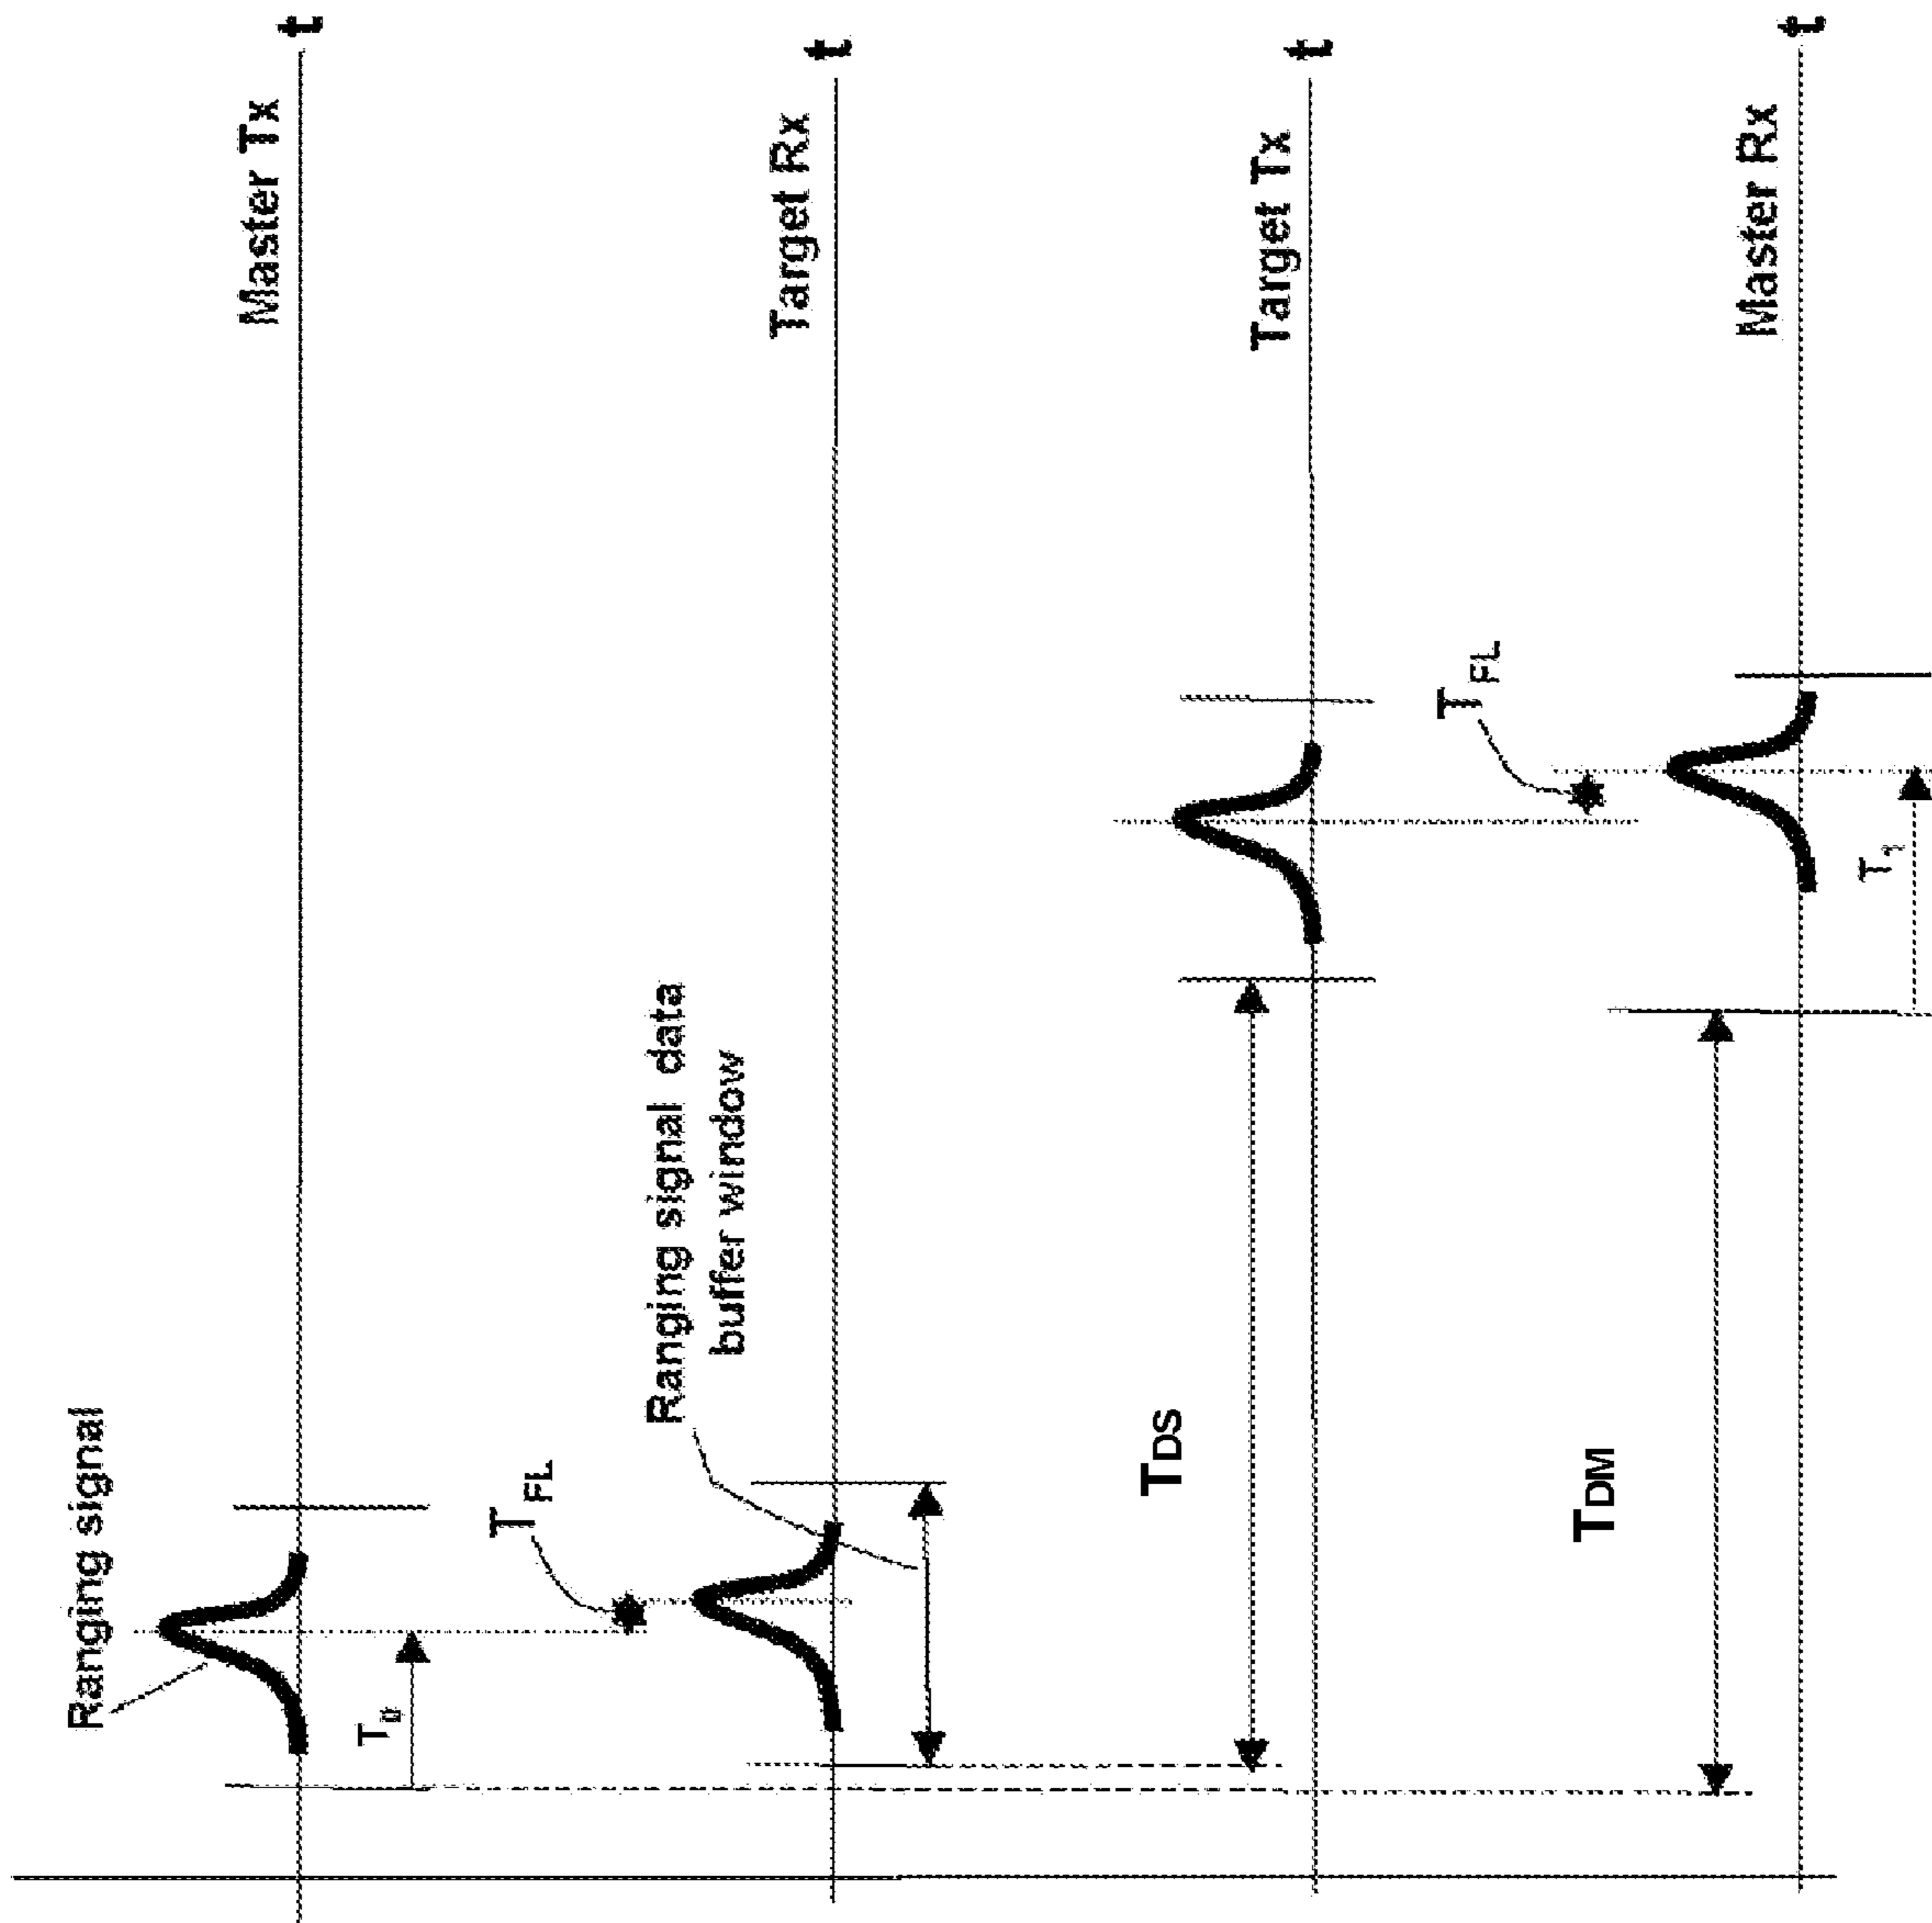 Ranging signal
Master Tx
t
T0
TFL
Ranging signal data
buffer window
Target Rx
t
TDS
Target Tx
t
TFL
TDM
Master Rx
t
T1